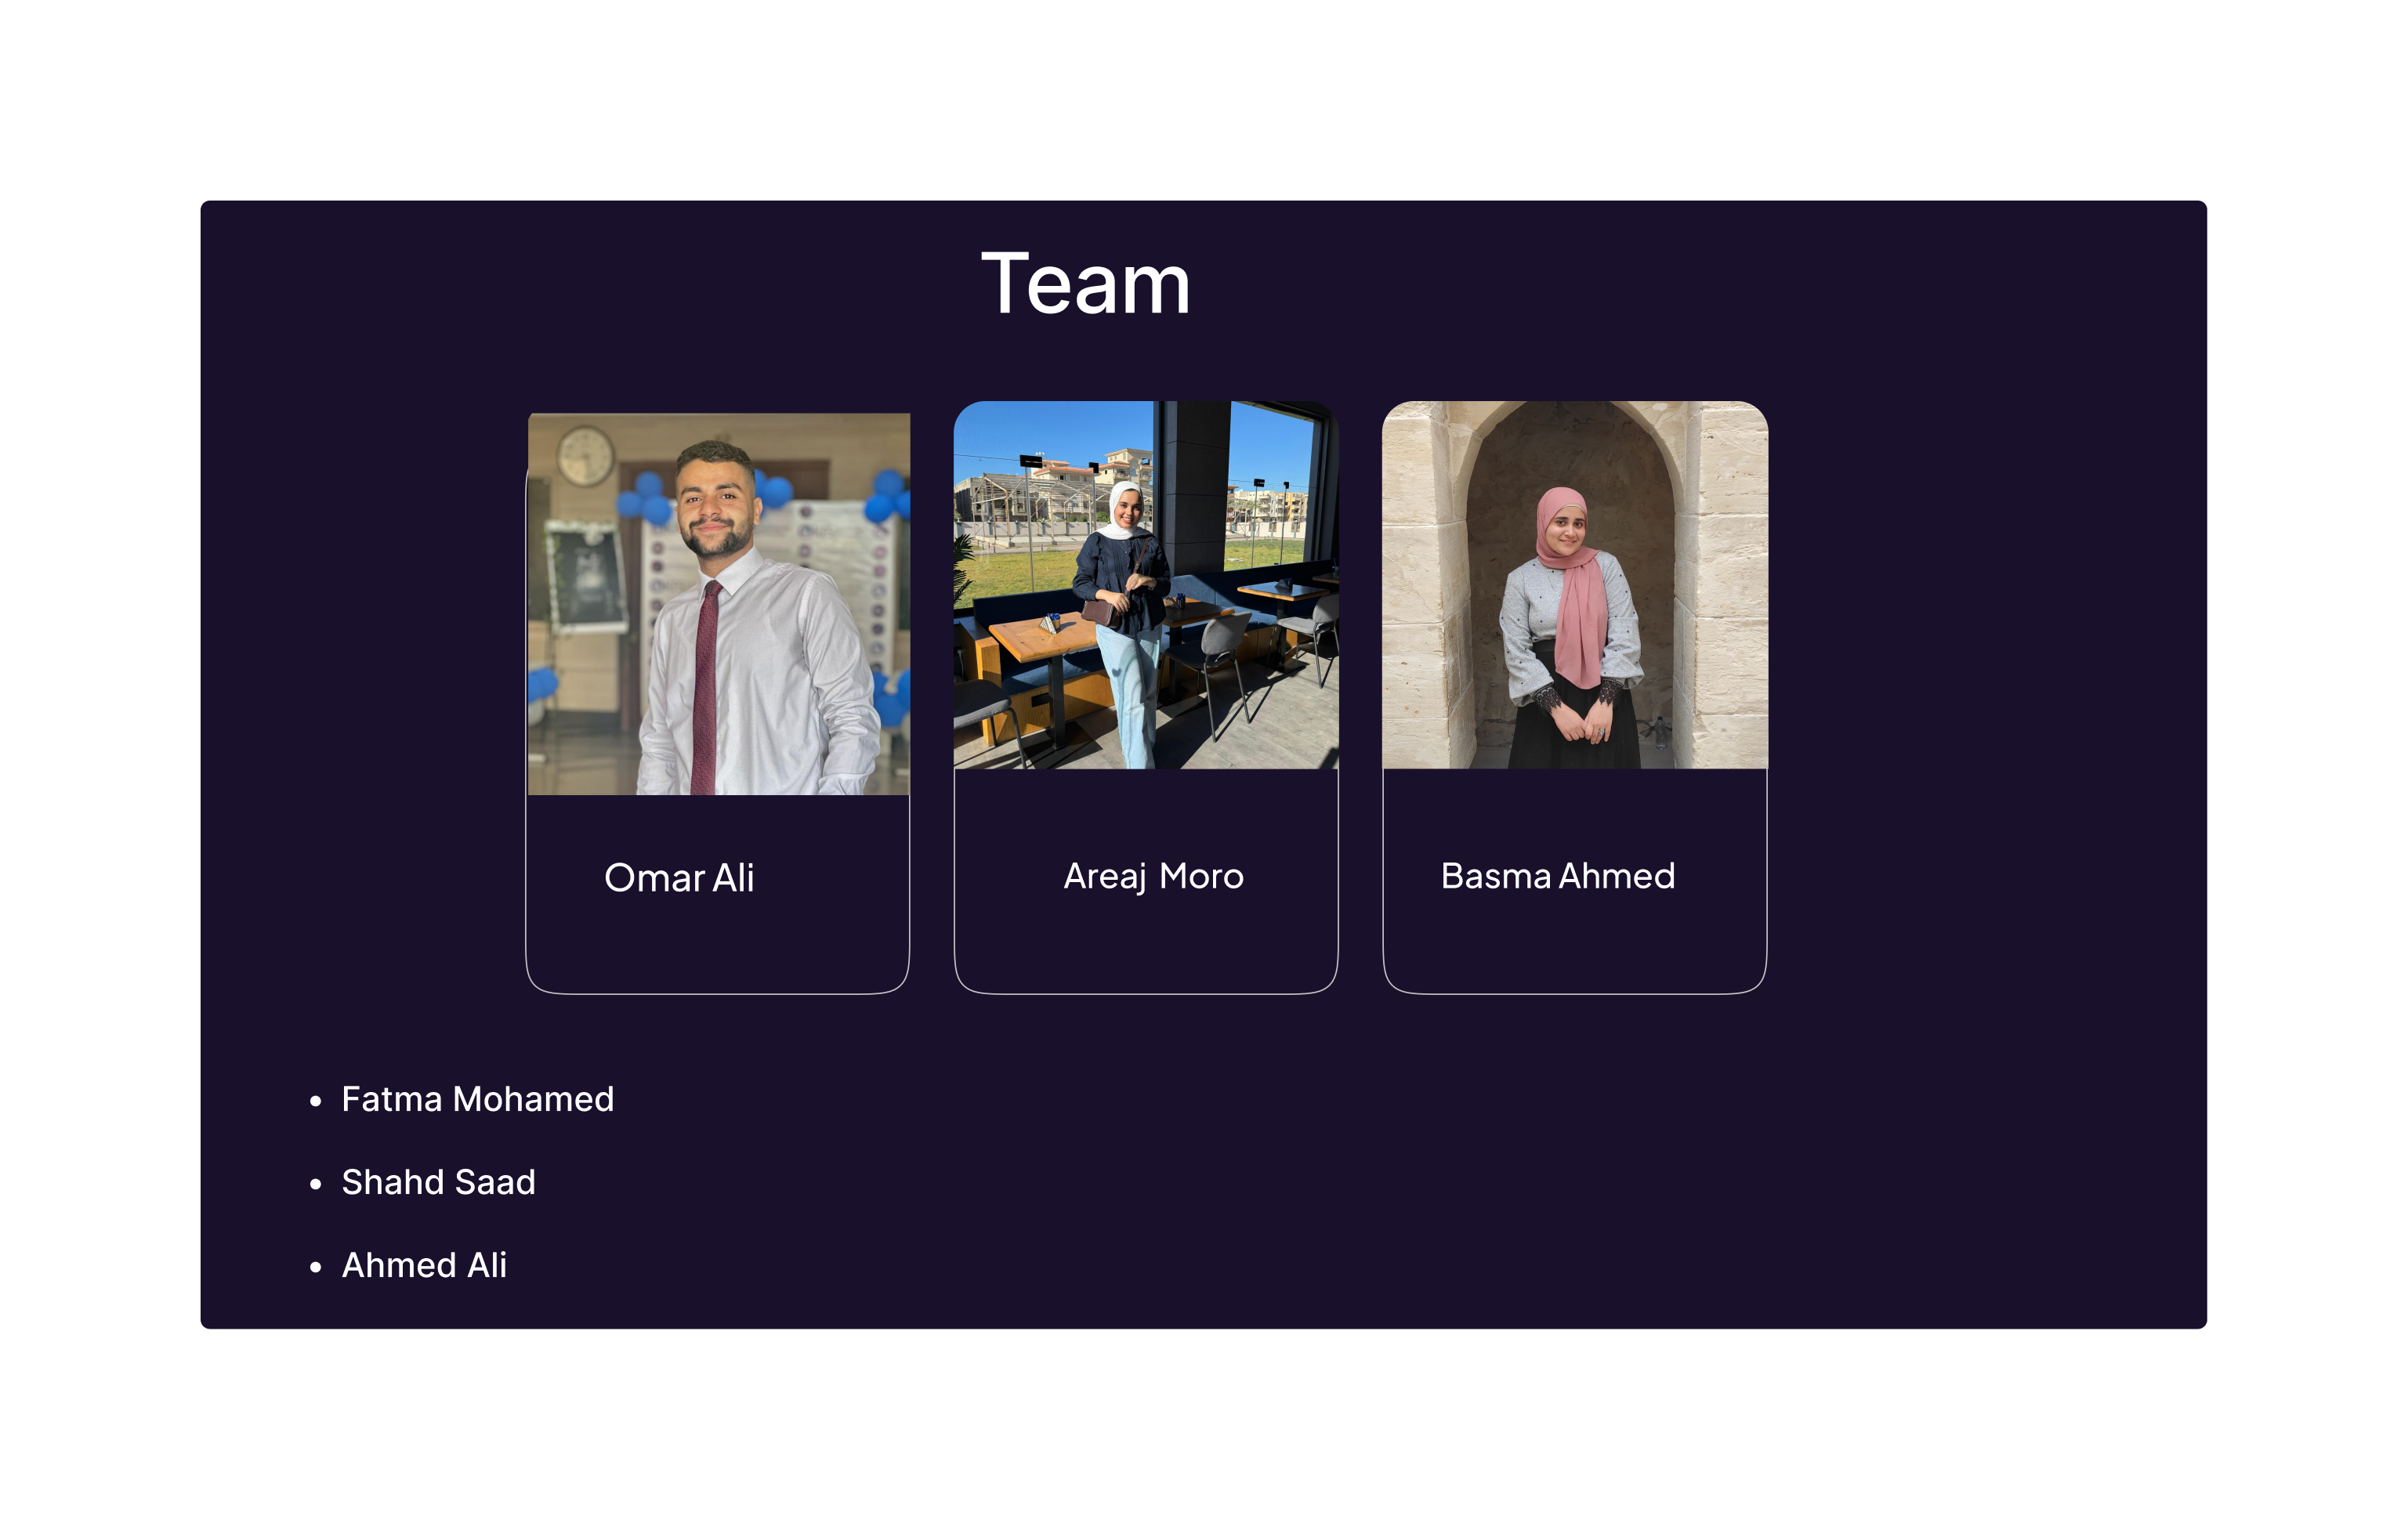 Team
Omar Ali
Areaj Moro
Basma Ahmed
Fatma Mohamed
Shahd Saad
Ahmed Ali